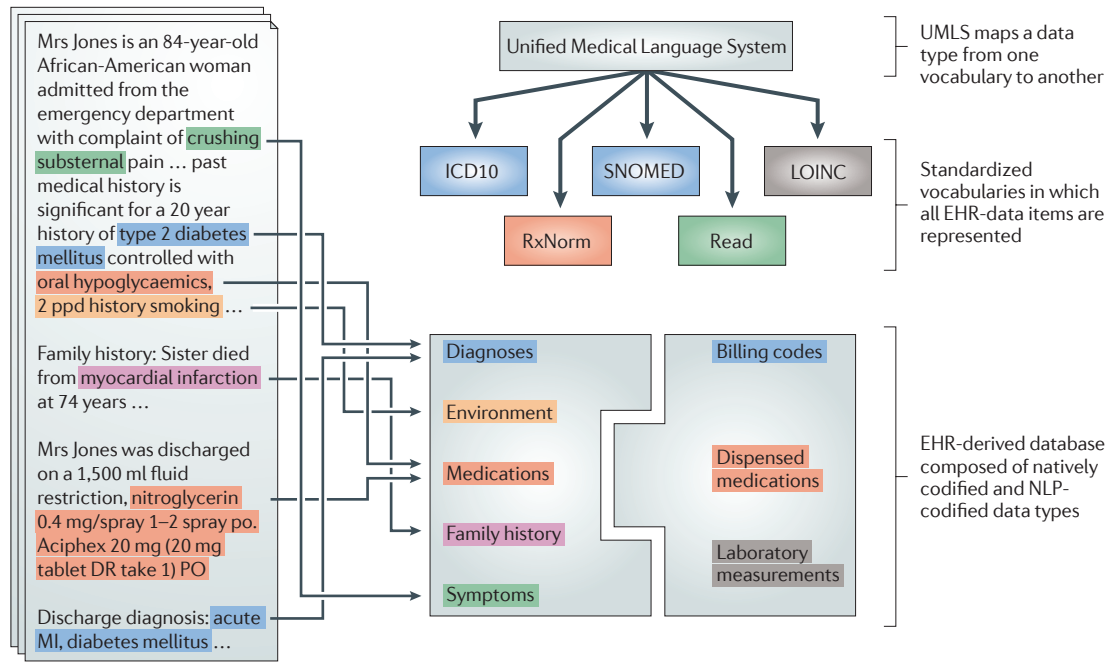 Mrs Jones is an 84-year-old
African-American woman
admitted from the
emergency department
with complaint of crushing
substernal pain … past
medical history is
significant for a 20 year
history of type 2 diabetes
mellitus controlled with
oral hypoglycaemics,
2 ppd history smoking …
Family history: Sister died
from myocardial infarction
at 74 years …
Mrs Jones was discharged
on a 1,500 ml fluid
restriction, nitroglycerin
0.4 mg/spray 1–2 spray po.
Aciphex 20 mg (20 mg
tablet DR take 1) PO
Discharge diagnosis: acute
MI, diabetes mellitus …
Unified Medical Language System
UMLS maps a data
type from one
vocabulary to another
ICD10
SNOMED
LOINC
RxNorm
Read
Standardized
vocabularies in which
all EHR-data items are
represented
Diagnoses
Environment
Medications
Family history
Symptoms
Billing codes
Dispensed
medications
Laboratory
measurements
EHR-derived database
composed of natively
codified and NLP-
codified data types